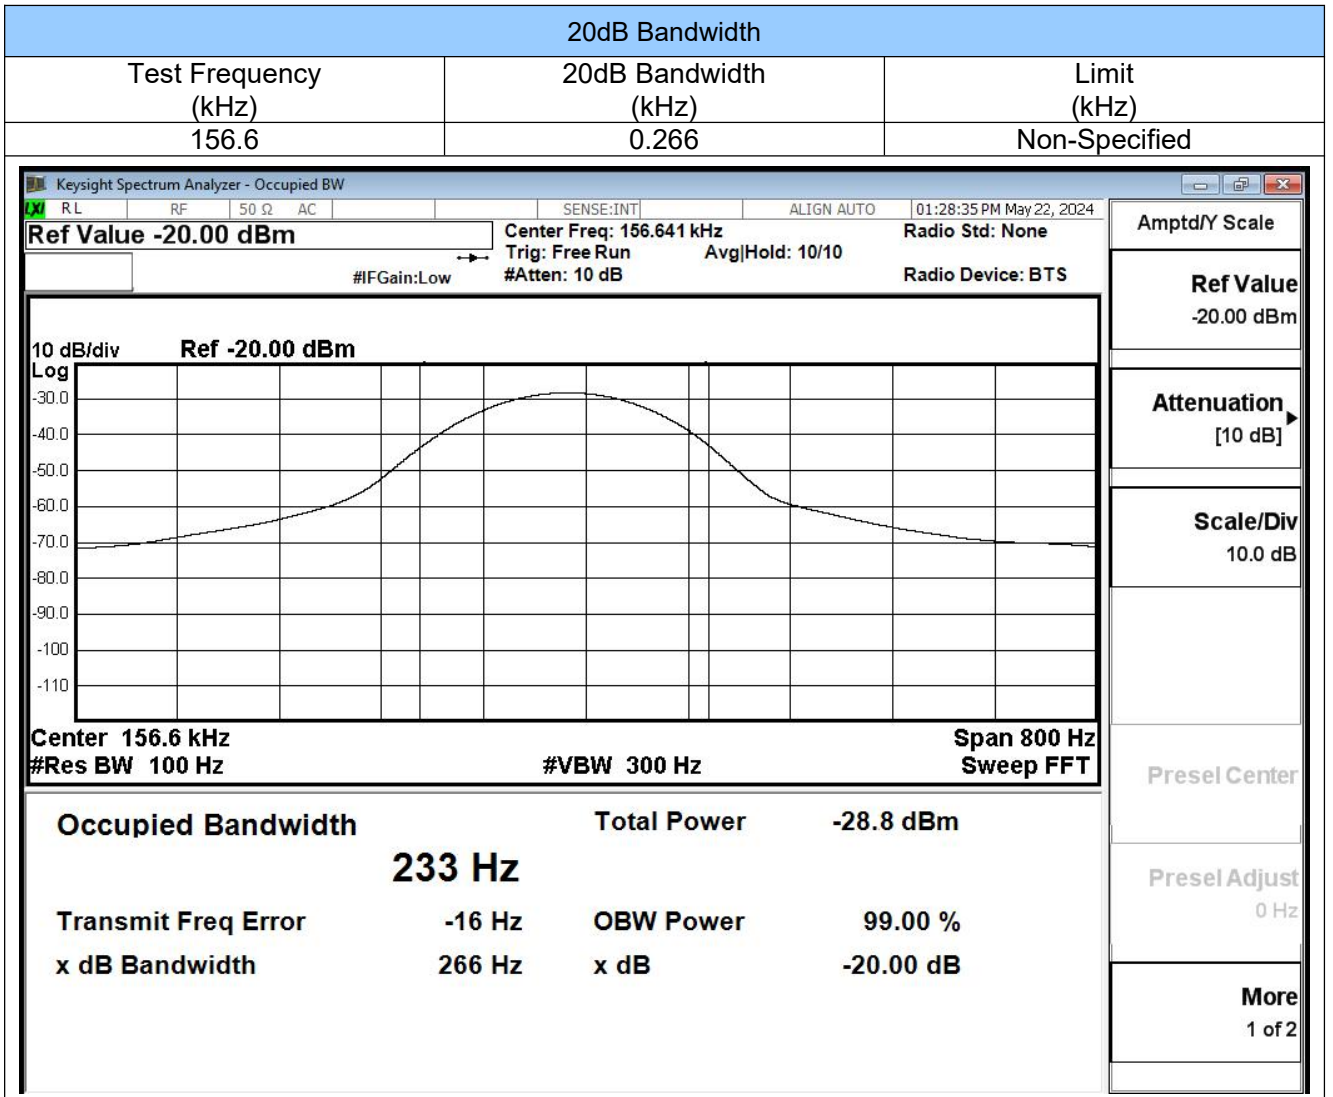 20dB Bandwidth
Test Frequency (kHz) 20dB Bandwidth (kHz) Limit (kHz)
156.6 0.266 Non-Specified
Keysight Spectrum Analyzer - Occupied BW
LXI RL RF 50 Ω AC SENSE:INT ALIGN AUTO 01:28:35 PM May 22, 2024
Ref Value -20.00 dBm
Center Freq: 156.641 kHz
Radio Std: None
Trig: Free Run Avg|Hold: 10/10
#IFGain:Low #Atten: 10 dB Radio Device: BTS
10 dB/div Ref -20.00 dBm
Log
-30.0
-40.0
-50.0
-60.0
-70.0
-80.0
-90.0
-100
-110
Center 156.6 kHz Span 800 Hz
#Res BW 100 Hz #VBW 300 Hz Sweep FFT
Occupied Bandwidth Total Power -28.8 dBm
233 Hz
Transmit Freq Error -16 Hz OBW Power 99.00 %
x dB Bandwidth 266 Hz x dB -20.00 dB
Amptd/Y Scale
Ref Value
-20.00 dBm
Attenuation
[10 dB]
Scale/Div
10.0 dB
Presel Center
Presel Adjust
0 Hz
More
1 of 2